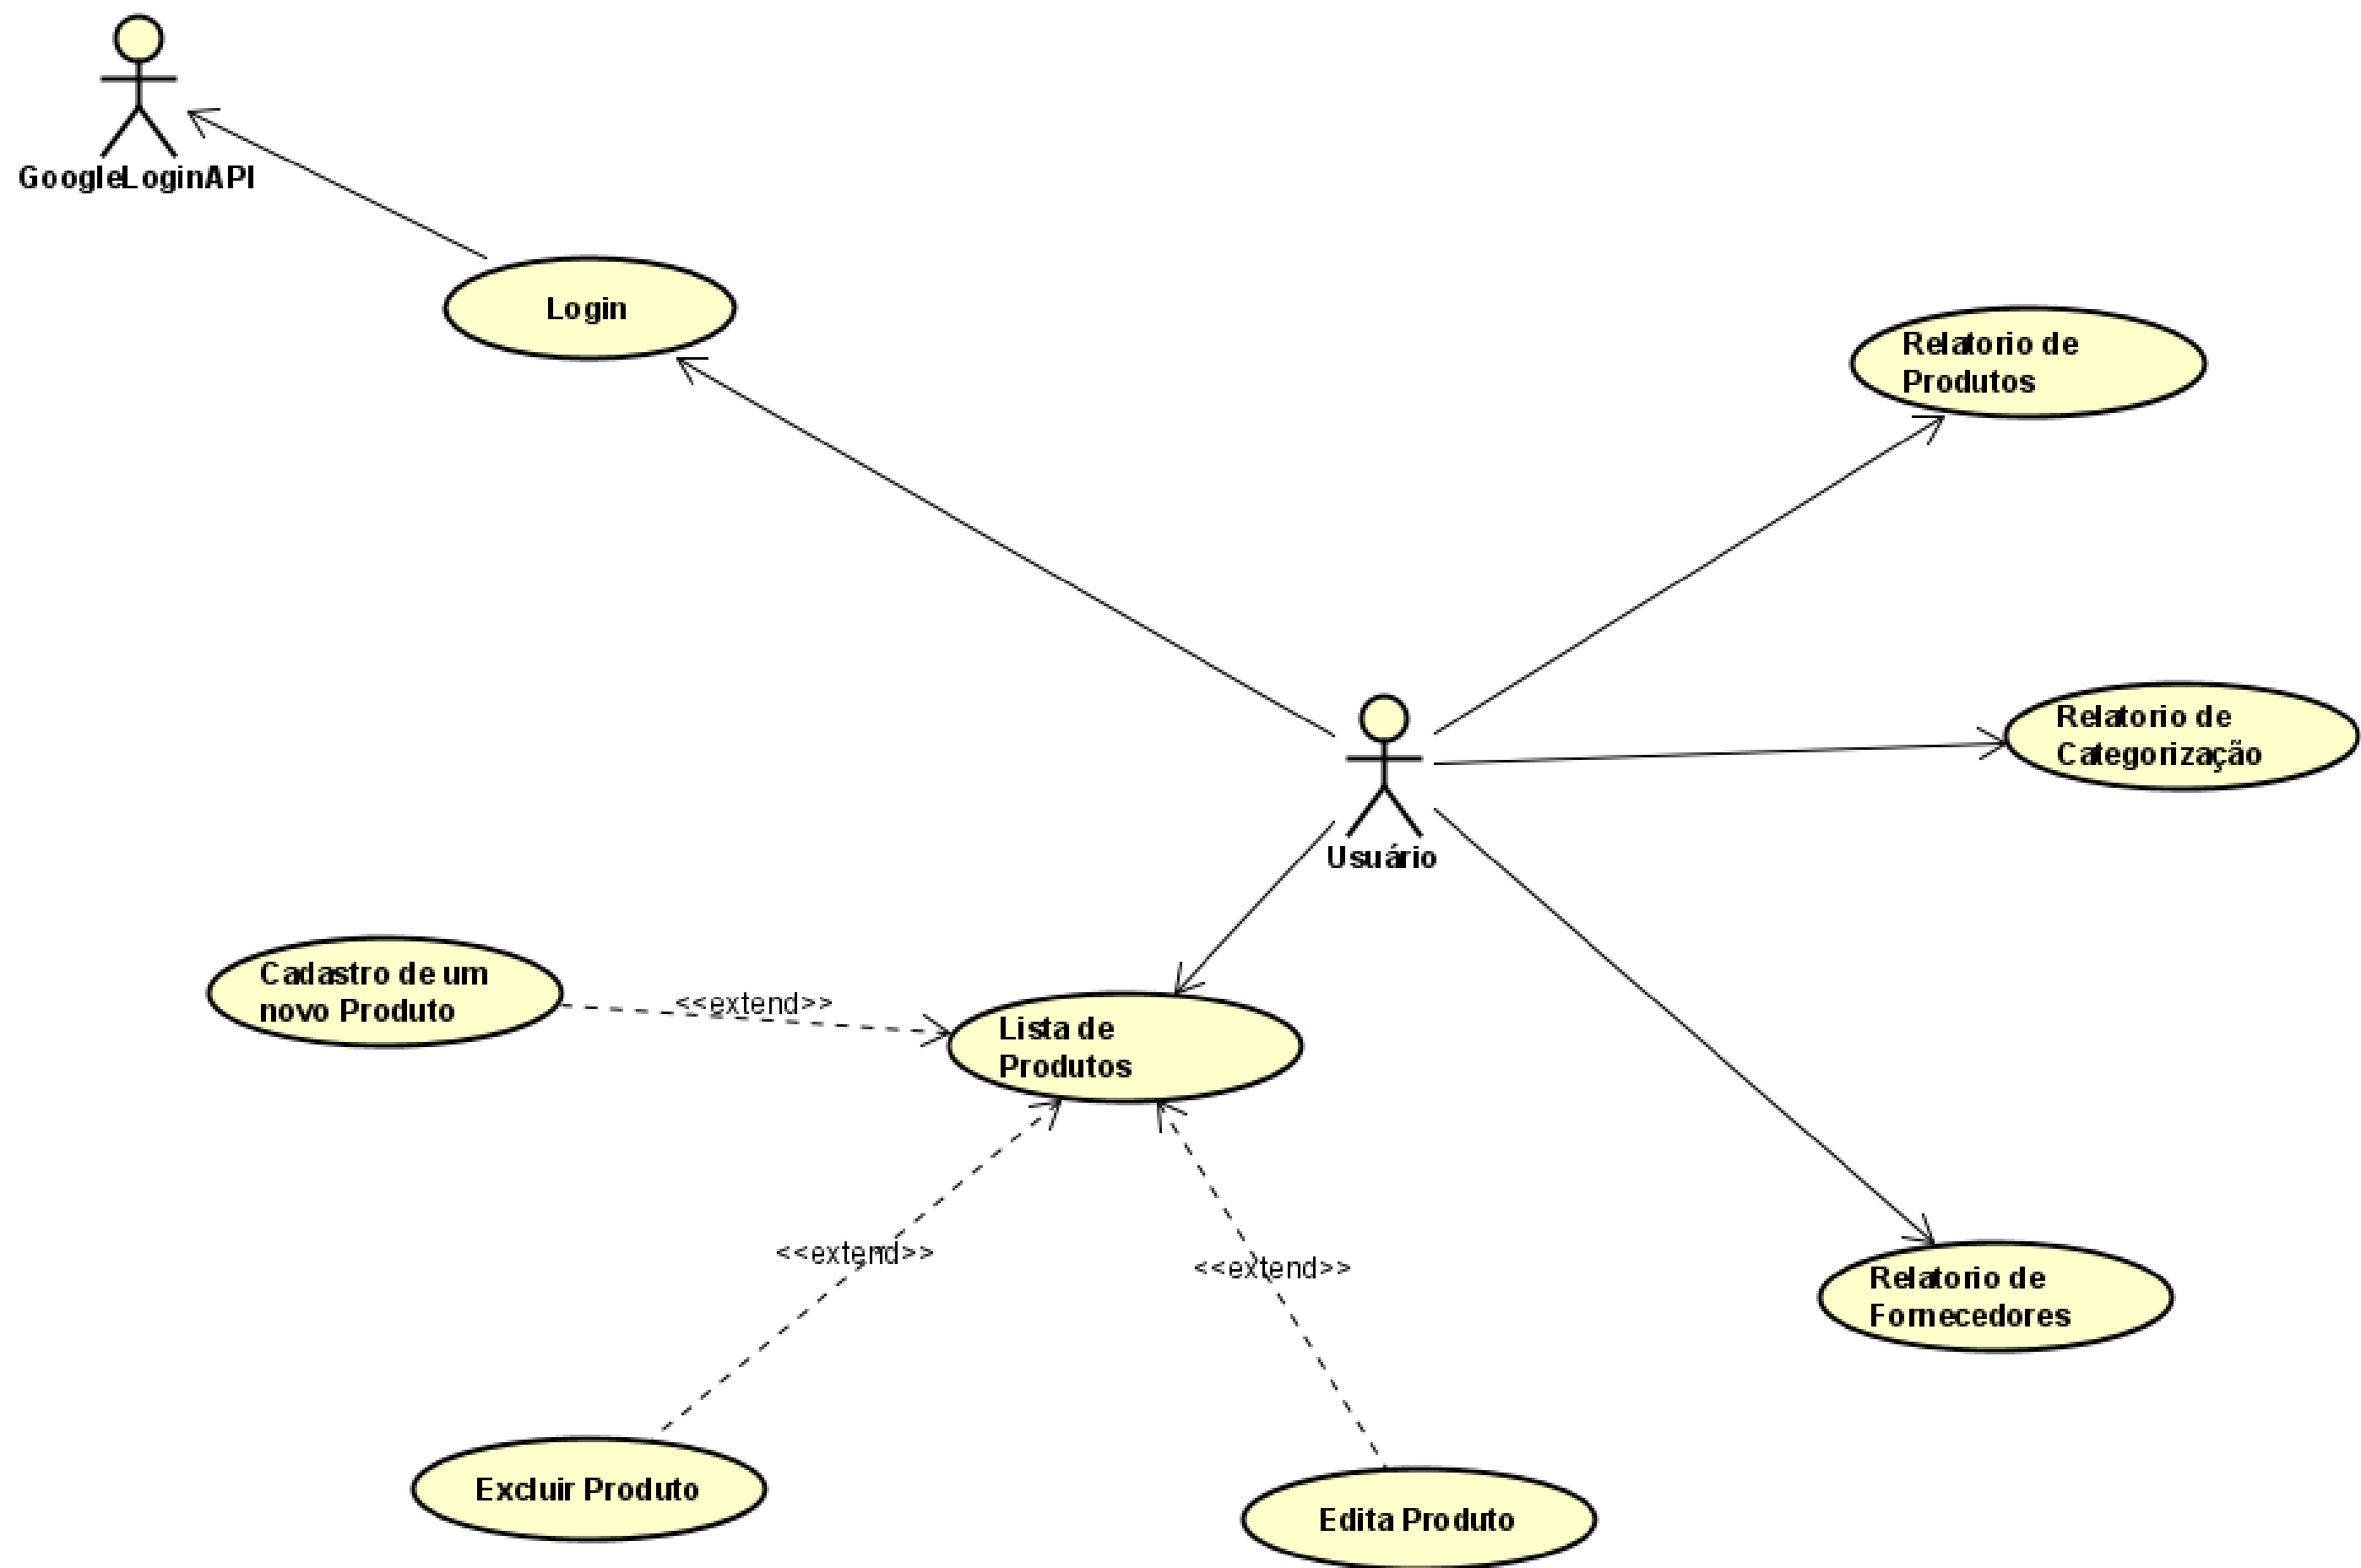 GoogleLoginAPI
Login
Relatorio de
Produtos
Relatorio de
Categorização
Usuário
Cadastro de um
novo Produto
<<extend>>
Lista de
Produtos
<<extend>>
<<extend>>
Relatorio de
Fornecedores
Excluir Produto
Edita Produto